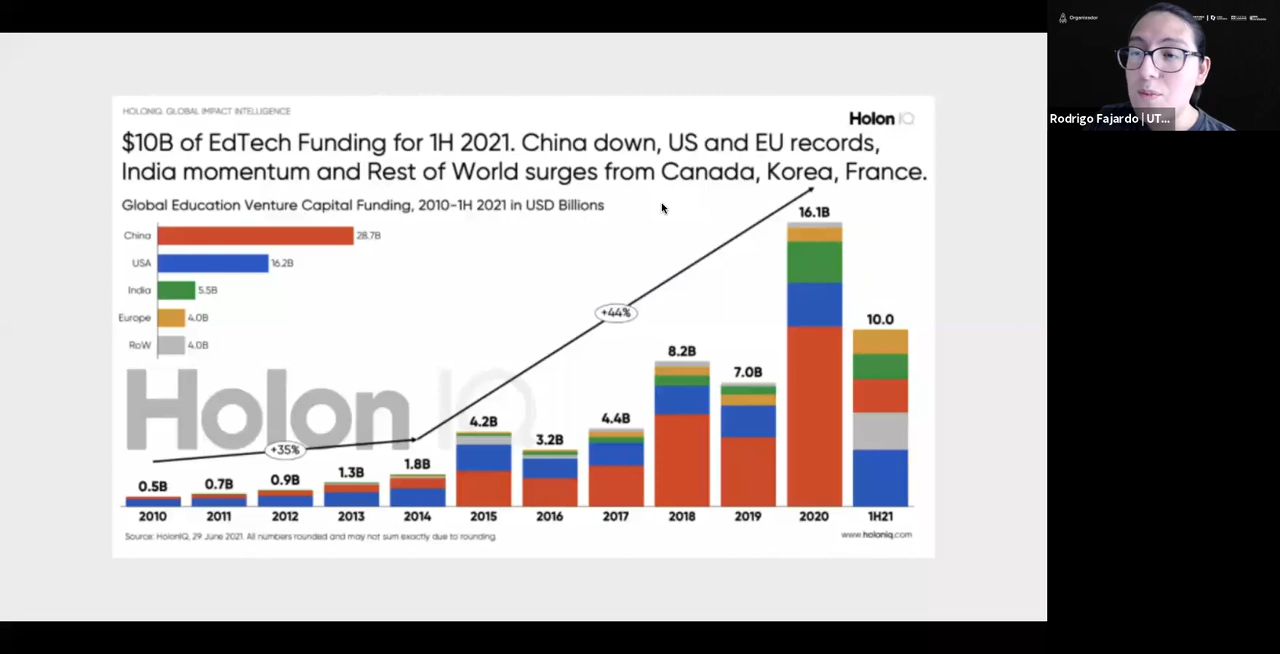 HOLONIQ. GLOBAL IMPACT INTELLIGENCE
Holon IQ
$10B of EdTech Funding for 1H 2021. China down, US and EU records,
India momentum and Rest of World surges from Canada, Korea, France.
Global Education Venture Capital Funding, 2010-1H 2021 in USD Billions
China 28.7B
USA 16.2B
India 5.5B
Europe 4.0B
RoW 4.0B
Holon IQ
+35%
+44%
0.5B 0.7B 0.9B 1.3B 1.8B 4.2B 3.2B 4.4B 8.2B 7.0B 16.1B 10.0
2010 2011 2012 2013 2014 2015 2016 2017 2018 2019 2020 1H21
Source: HolonIQ, 29 June 2021. All numbers rounded and may not sum exactly due to rounding.
www.holoniq.com
Organizador
Rodrigo Fajardo | UT...